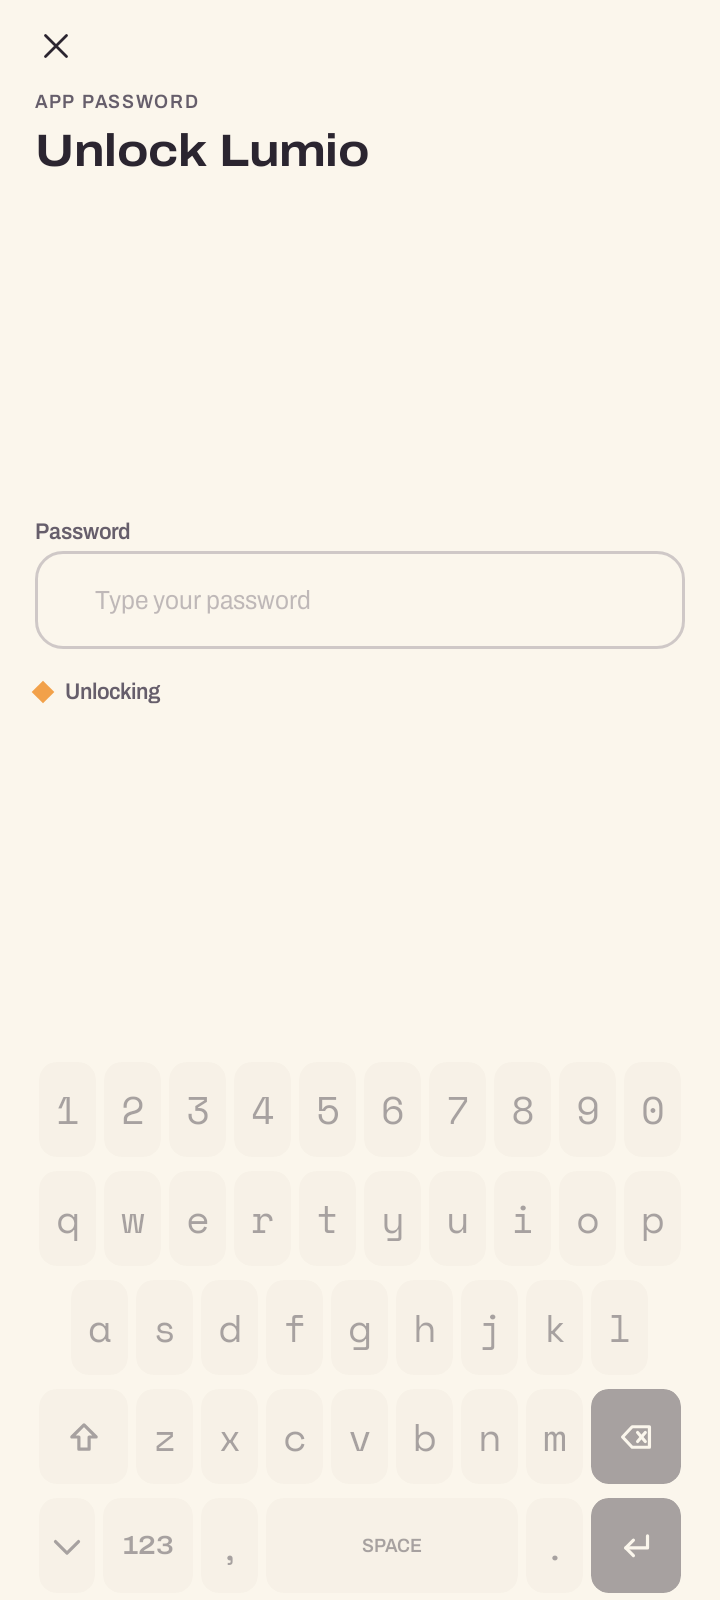 APP PASSWORD
Unlock Lumio
Password
Type your password
Unlocking
1 2 3 4 5 6 7 8 9 0
q w e r t y u i o p
a s d f g h j k l
z x c v b n m
123 , SPACE .